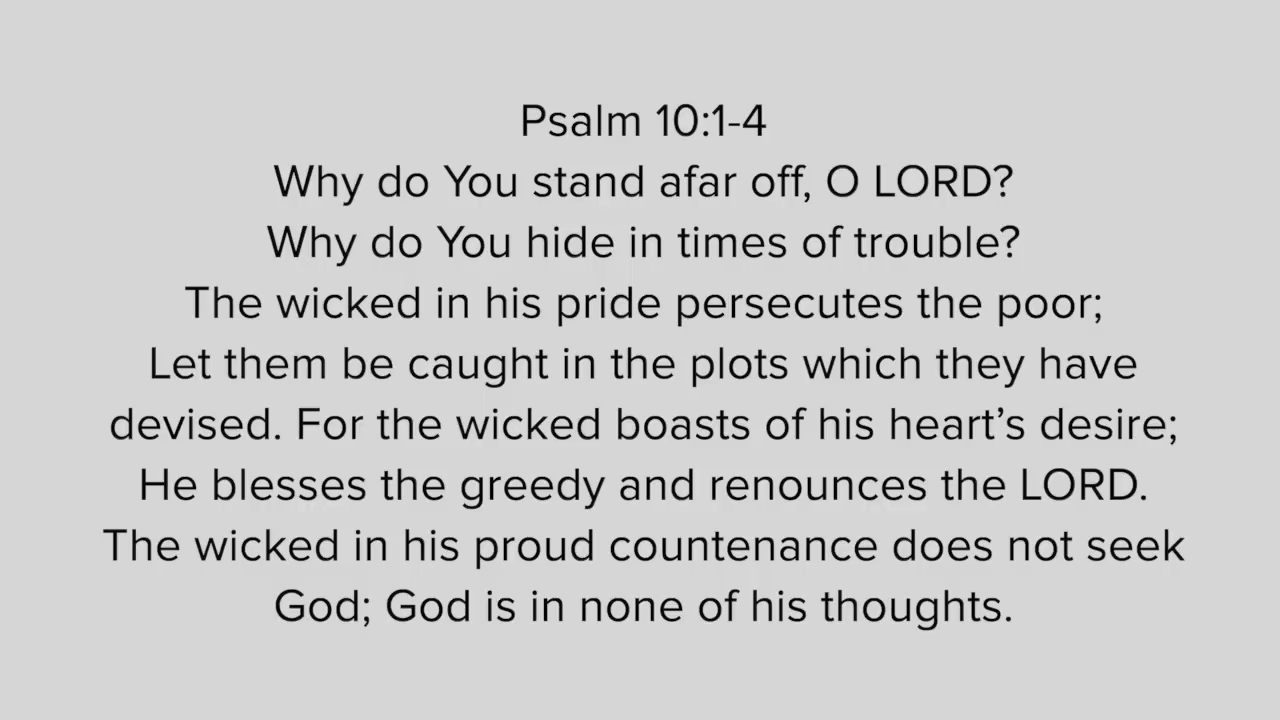 Psalm 10:1-4
Why do You stand afar off, O LORD?
Why do You hide in times of trouble?
The wicked in his pride persecutes the poor;
Let them be caught in the plots which they have
devised. For the wicked boasts of his heart’s desire;
He blesses the greedy and renounces the LORD.
The wicked in his proud countenance does not seek
God; God is in none of his thoughts.